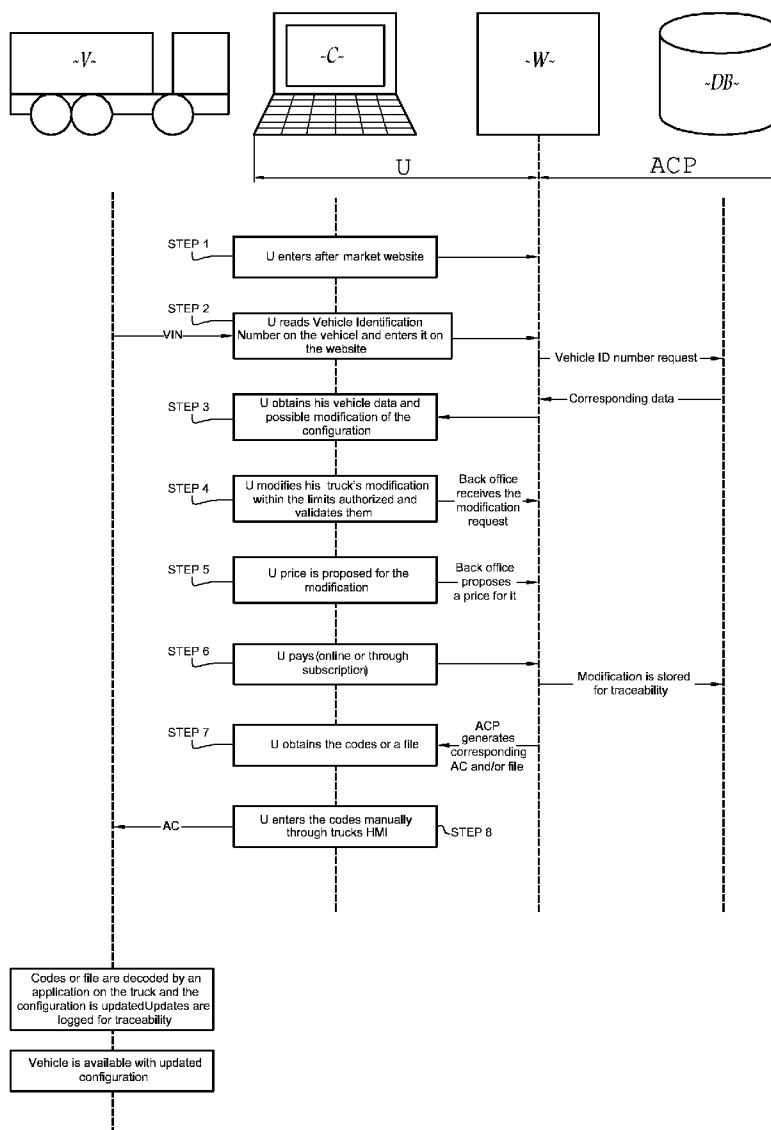 ~V~
~C~
~W~
~DB~
U
ACP
STEP 1
U enters after market website
STEP 2
VIN
U reads Vehicle Identification
Number on the vehicel and enters it on
the website
Vehicle ID number request
Corresponding data
STEP 3
U obtains his vehicle data and
possible modification of the
configuration
STEP 4
U modifies his truck's modification
within the limits authorized and
validates them
Back office
receives the
modification
request
STEP 5
U price is proposed for the
modification
Back office
proposes
a price for it
STEP 6
U pays(online or through
subscription)
Modification is stored
for traceability
STEP 7
U obtains the codes or a file
ACP
generates
corresponding
AC and/or file
AC
U enters the codes manually
through trucks HMI
STEP 8
Codes or file are decoded by an
application on the truck and the
configuration is updatedUpdates are
logged for traceability
Vehicle is available with updated
configuration